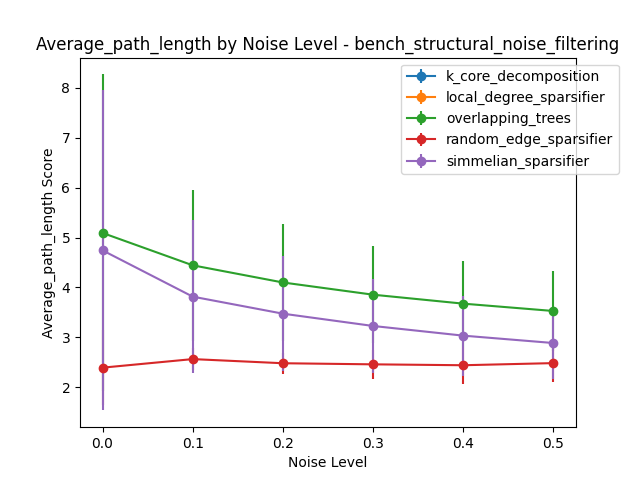 Average_path_length by Noise Level - bench_structural_noise_filtering
k_core_decomposition
local_degree_sparsifier
overlapping_trees
random_edge_sparsifier
simmelian_sparsifier
Average_path_length Score
8
7
6
5
4
3
2
0.0 0.1 0.2 0.3 0.4 0.5
Noise Level